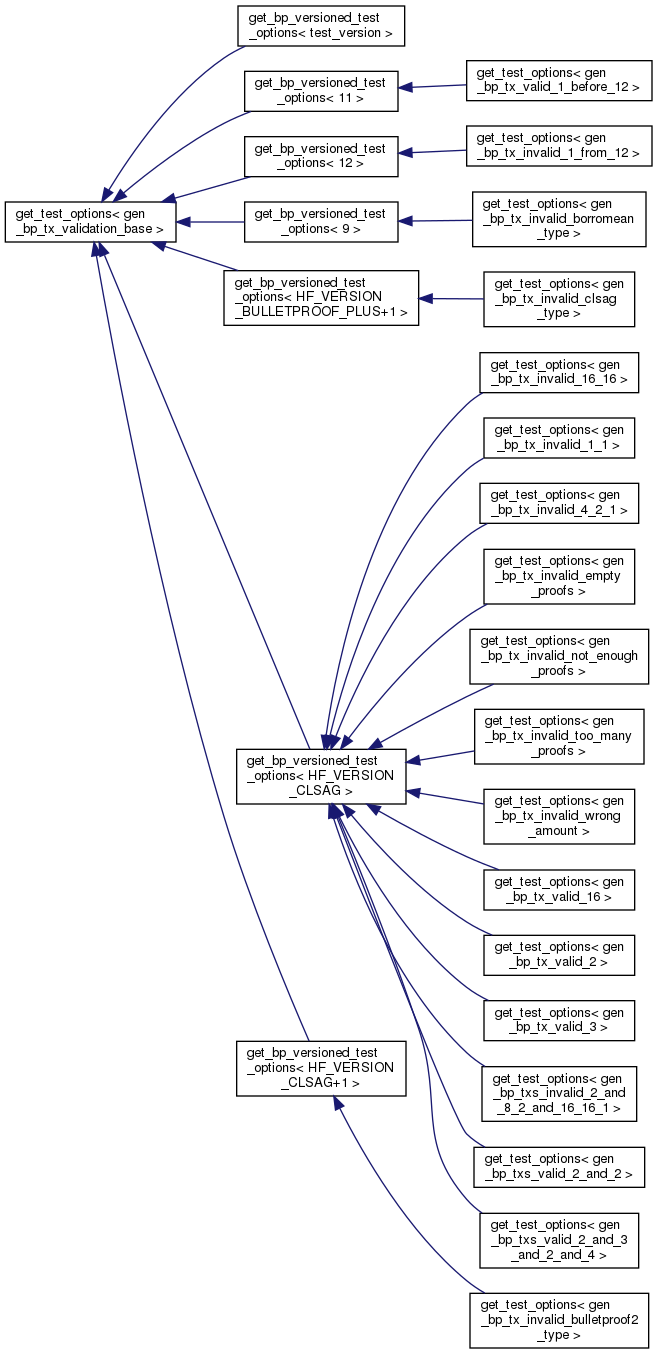 get_test_options< gen
_bp_tx_validation_base >
get_bp_versioned_test
_options< test_version >
get_bp_versioned_test
_options< 11 >
get_bp_versioned_test
_options< 12 >
get_bp_versioned_test
_options< 9 >
get_bp_versioned_test
_options< HF_VERSION
_BULLETPROOF_PLUS+1 >
get_bp_versioned_test
_options< HF_VERSION
_CLSAG >
get_bp_versioned_test
_options< HF_VERSION
_CLSAG+1 >
get_test_options< gen
_bp_tx_valid_1_before_12 >
get_test_options< gen
_bp_tx_invalid_1_from_12 >
get_test_options< gen
_bp_tx_invalid_borromean
_type >
get_test_options< gen
_bp_tx_invalid_clsag
_type >
get_test_options< gen
_bp_tx_invalid_16_16 >
get_test_options< gen
_bp_tx_invalid_1_1 >
get_test_options< gen
_bp_tx_invalid_4_2_1 >
get_test_options< gen
_bp_tx_invalid_empty
_proofs >
get_test_options< gen
_bp_tx_invalid_not_enough
_proofs >
get_test_options< gen
_bp_tx_invalid_too_many
_proofs >
get_test_options< gen
_bp_tx_invalid_wrong
_amount >
get_test_options< gen
_bp_tx_valid_16 >
get_test_options< gen
_bp_tx_valid_2 >
get_test_options< gen
_bp_tx_valid_3 >
get_test_options< gen
_bp_txs_invalid_2_and
_8_2_and_16_16_1 >
get_test_options< gen
_bp_txs_valid_2_and_2 >
get_test_options< gen
_bp_txs_valid_2_and_3
_and_2_and_4 >
get_test_options< gen
_bp_tx_invalid_bulletproof2
_type >